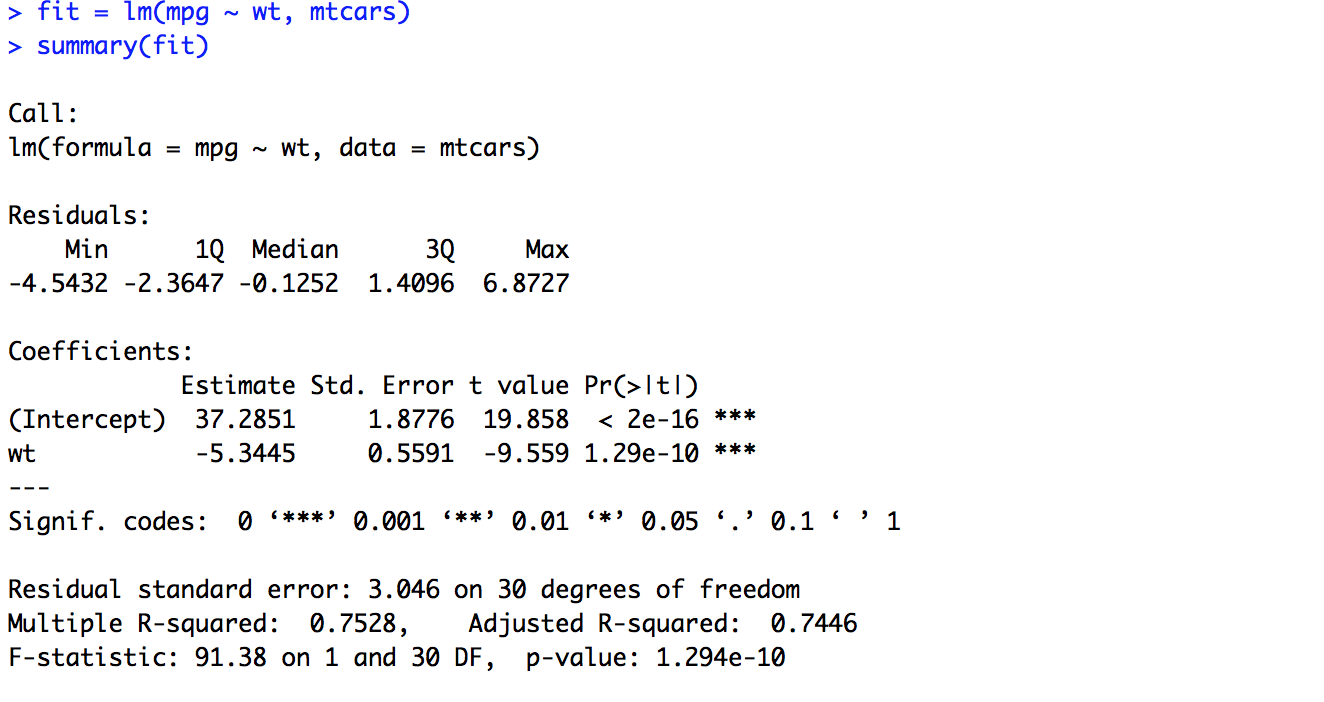 > fit = lm(mpg ~ wt, mtcars)
> summary(fit)
Call:
lm(formula = mpg ~ wt, data = mtcars)
Residuals:
    Min      1Q  Median      3Q     Max
-4.5432 -2.3647 -0.1252  1.4096  6.8727
Coefficients:
            Estimate Std. Error t value Pr(>|t|)
(Intercept)  37.2851     1.8776  19.858  < 2e-16 ***
wt           -5.3445     0.5591  -9.559 1.29e-10 ***
---
Signif. codes:  0 ‘***’ 0.001 ‘**’ 0.01 ‘*’ 0.05 ‘.’ 0.1 ‘ ’ 1
Residual standard error: 3.046 on 30 degrees of freedom
Multiple R-squared:  0.7528,    Adjusted R-squared:  0.7446
F-statistic: 91.38 on 1 and 30 DF,  p-value: 1.294e-10